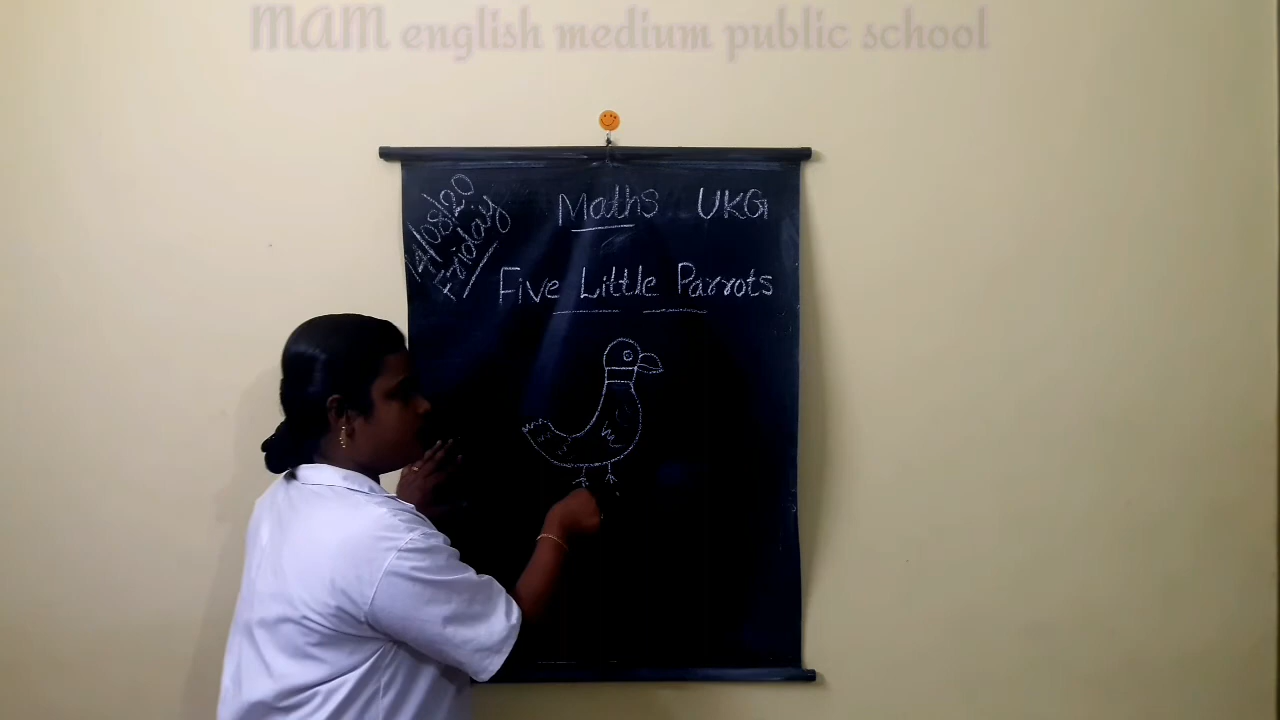 MAM english medium public school
14/08/20
Friday
Maths UKG
Five Little Parrots